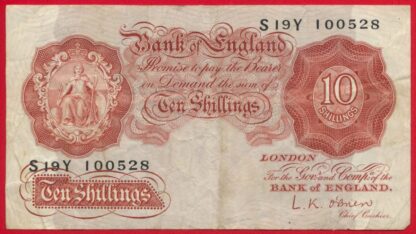 S19Y 100528
Bank of England
Promise to pay the Bearer
on Demand the sum of
Ten Shillings
10
SHILLINGS
S19Y 100528
LONDON
For the Govr. and Compa. of the
BANK OF ENGLAND.
Ten Shillings
L.K. O'Brien
Chief Cashier.